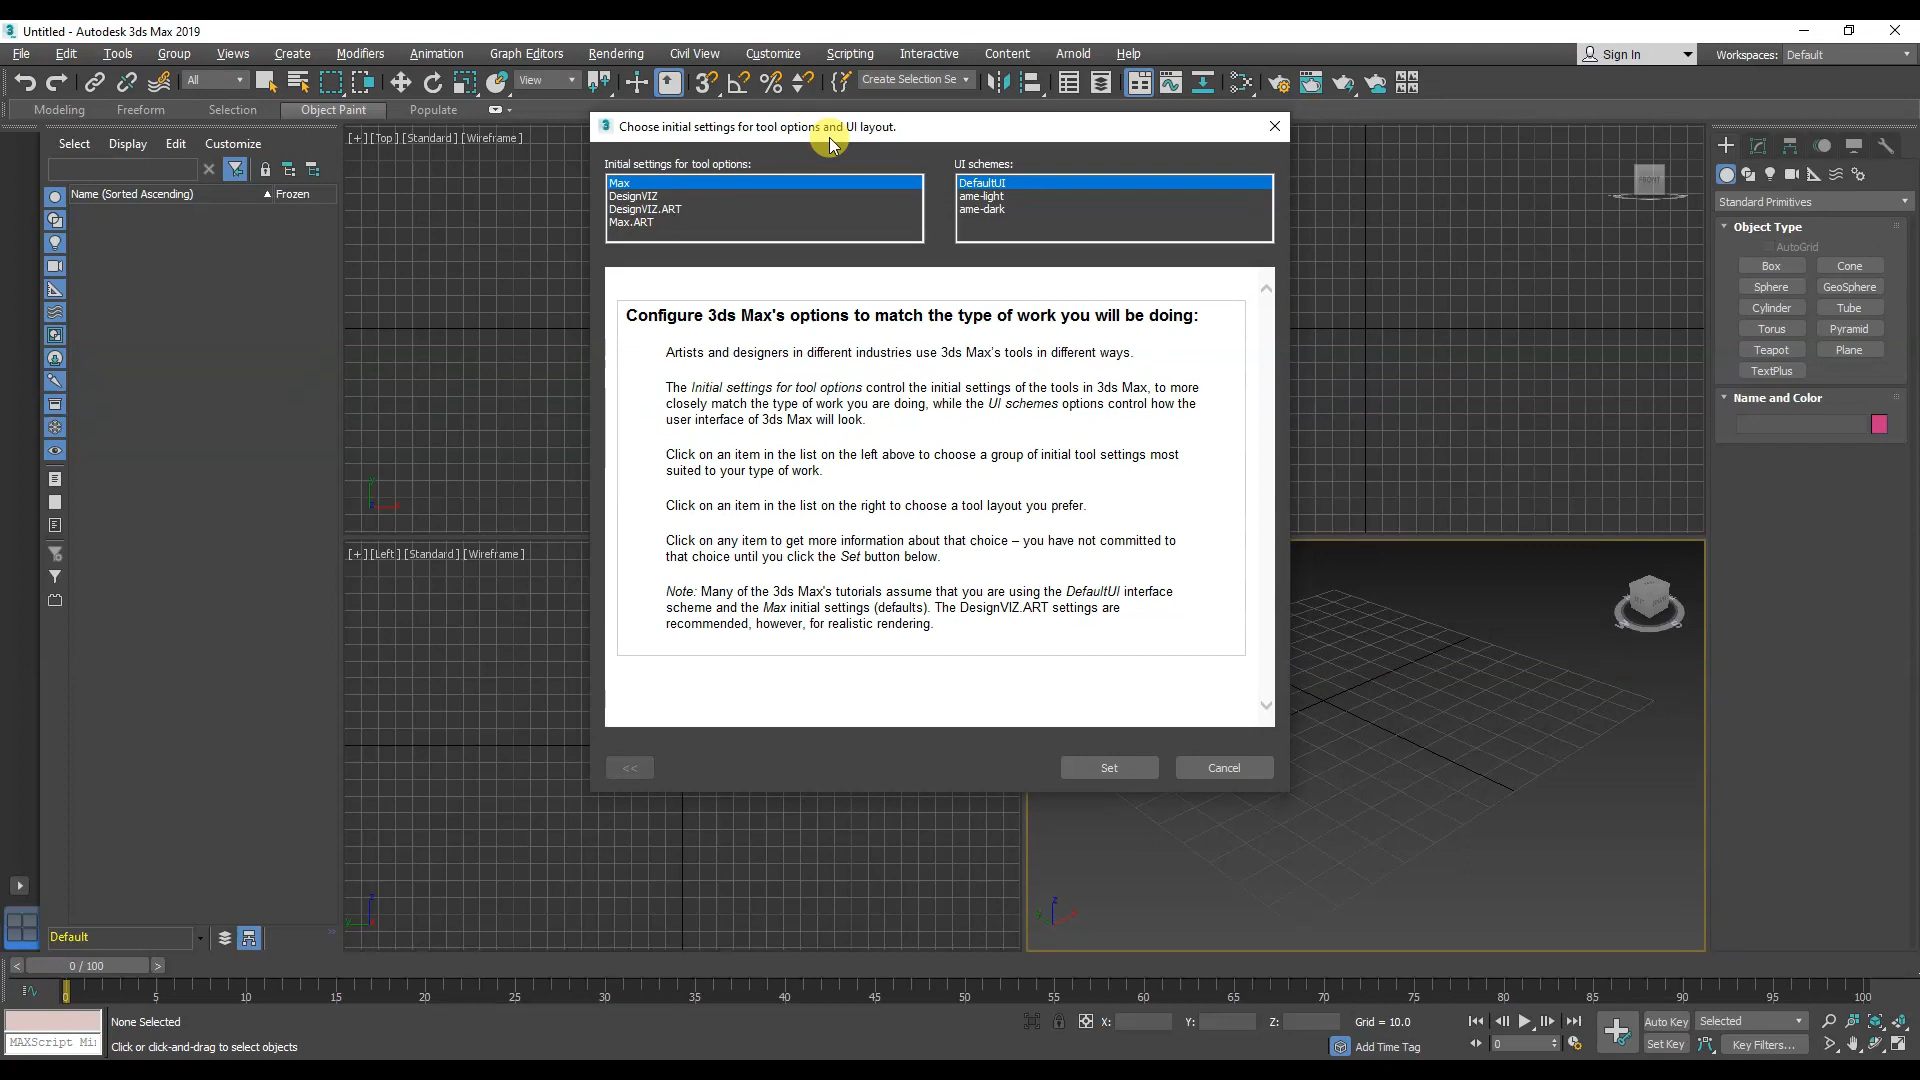 Untitled - Autodesk 3ds Max 2019
File Edit Tools Group Views Create Modifiers Animation Graph Editors Rendering Civil View Customize Scripting Interactive Content Arnold Help
Sign In
Workspaces: Default
All
View
Create Selection Se
Modeling Freeform Selection Object Paint Populate
Select Display Edit Customize
Name (Sorted Ascending) ▲ Frozen
[+] [Top] [Standard] [Wireframe]
Choose initial settings for tool options and UI layout.
Initial settings for tool options:
Max
DesignVIZ
DesignVIZ.ART
Max.ART
UI schemes:
DefaultUI
ame-light
ame-dark
Configure 3ds Max's options to match the type of work you will be doing:
Artists and designers in different industries use 3ds Max's tools in different ways.
The Initial settings for tool options control the initial settings of the tools in 3ds Max, to more
closely match the type of work you are doing, while the UI schemes options control how the
user interface of 3ds Max will look.
Click on an item in the list on the left above to choose a group of initial tool settings most
suited to your type of work.
Click on an item in the list on the right to choose a tool layout you prefer.
Click on any item to get more information about that choice – you have not committed to
that choice until you click the Set button below.
Note: Many of the 3ds Max's tutorials assume that you are using the DefaultUI interface
scheme and the Max initial settings (defaults). The DesignVIZ.ART settings are
recommended, however, for realistic rendering.
<< Set Cancel
FRONT
Standard Primitives
Object Type
AutoGrid
Box Cone
Sphere GeoSphere
Cylinder Tube
Torus Pyramid
Teapot Plane
TextPlus
Name and Color
[+] [Left] [Standard] [Wireframe]
Default
< 0 / 100 >
0 5 10 15 20 25 30 35 40 45 50 55 60 65 70 75 80 85 90 95 100
None Selected
MAXScript Mi
Click or click-and-drag to select objects
X: Y: Z: Grid = 10.0
Add Time Tag
0
Auto Key Selected
Set Key Key Filters...